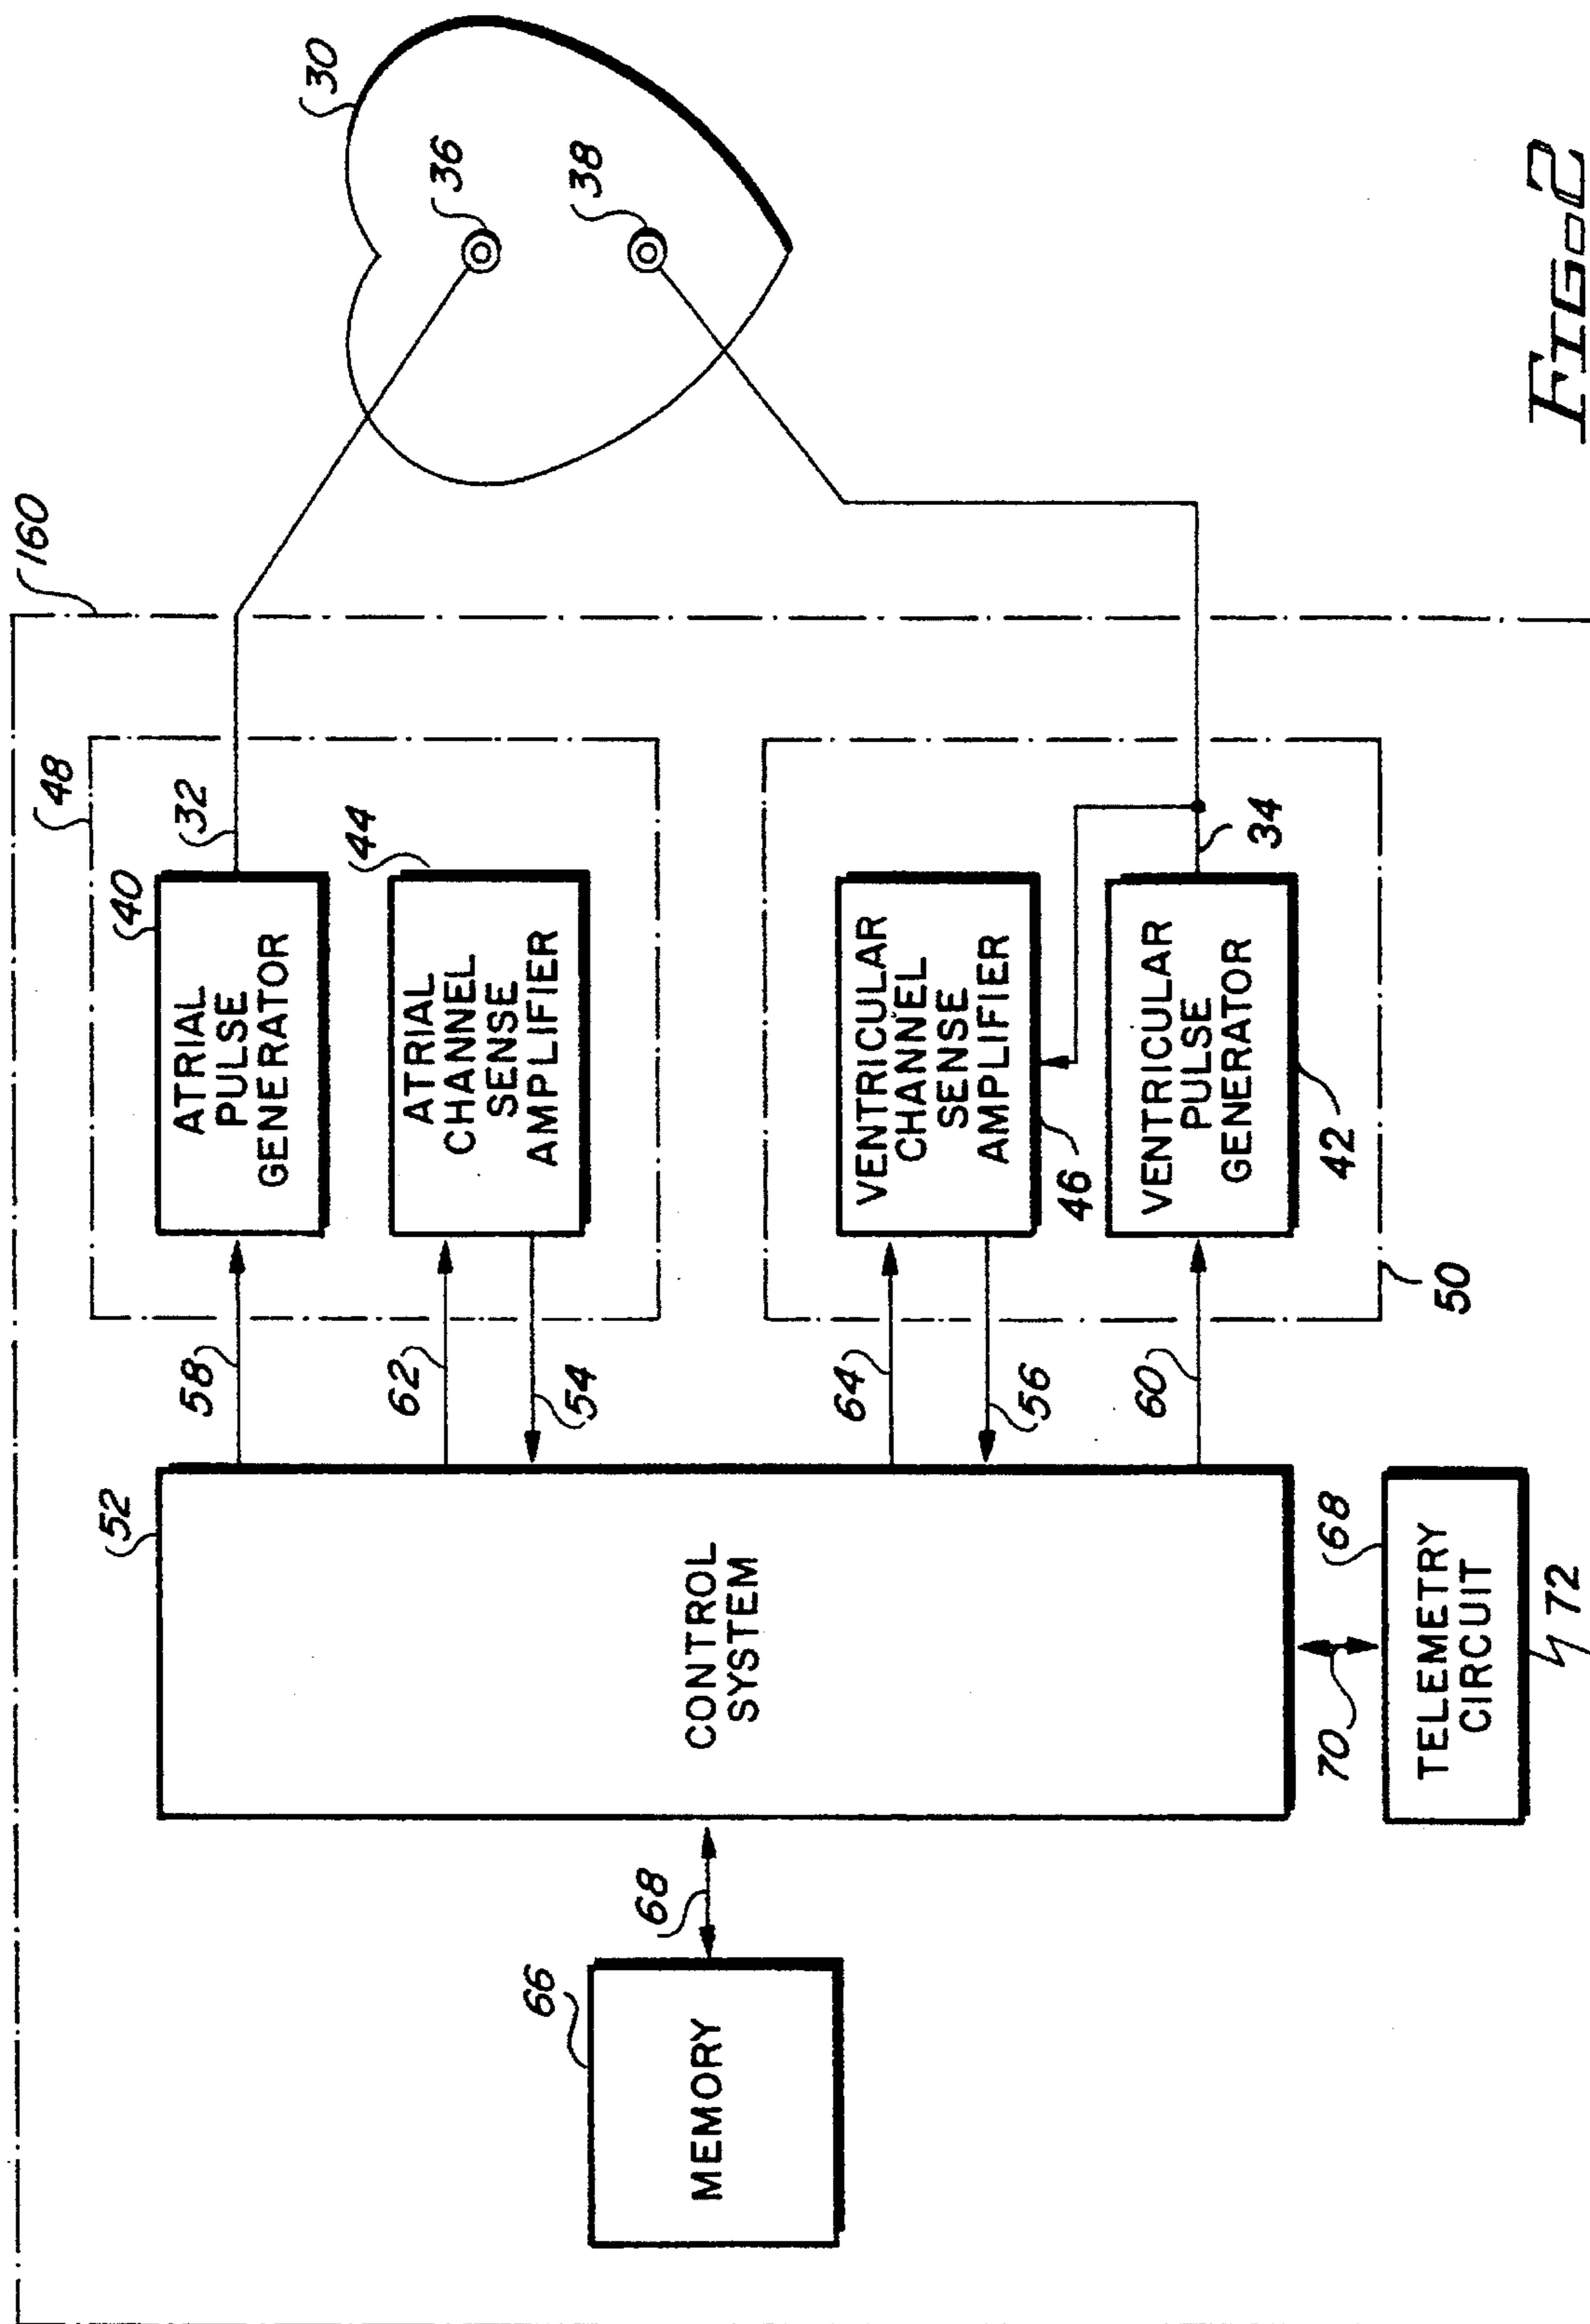 160
48
40
32
ATRIAL
PULSE
GENERATOR
44
ATRIAL
CHANNEL
SENSE
AMPLIFIER
30
36
38
58
62
54
52
CONTROL
SYSTEM
66
MEMORY
68
64
56
60
VENTRICULAR
CHANNEL
SENSE
AMPLIFIER
46
VENTRICULAR
PULSE
GENERATOR
34
42
50
70
68
TELEMETRY
CIRCUIT
72
FIG-2